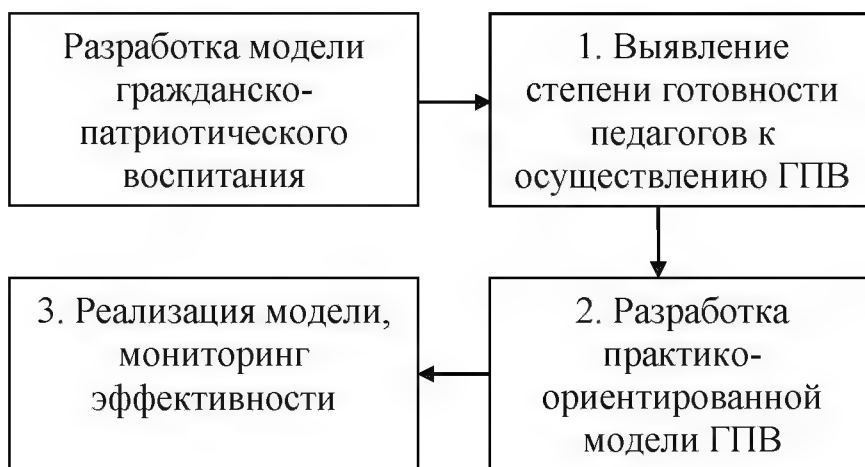 Разработка модели
гражданско-
патриотического
воспитания
1. Выявление
степени готовности
педагогов к
осуществлению ГПВ
2. Разработка
практико-
ориентированной
модели ГПВ
3. Реализация модели,
мониторинг
эффективности